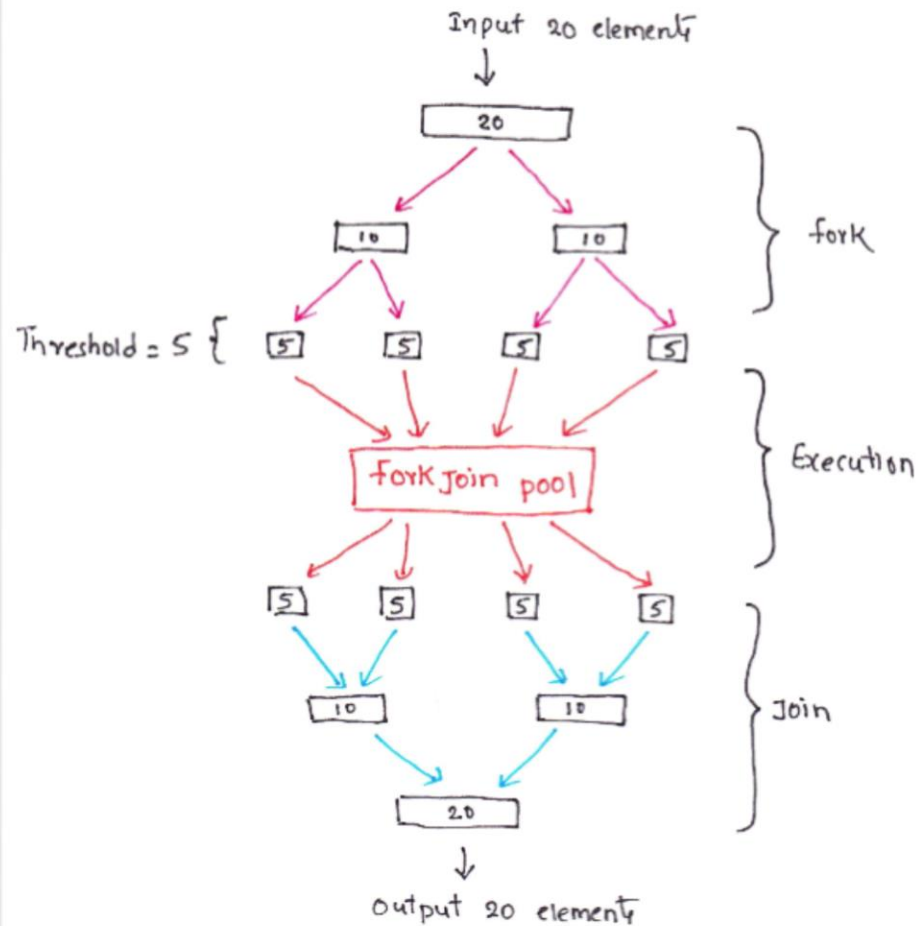 Input 20 elements
20
10 10
fork
Threshold = 5 { 5 5 5 5
Execution
fork Join pool
5 5 5 5
10 10
Join
20
output 20 elements